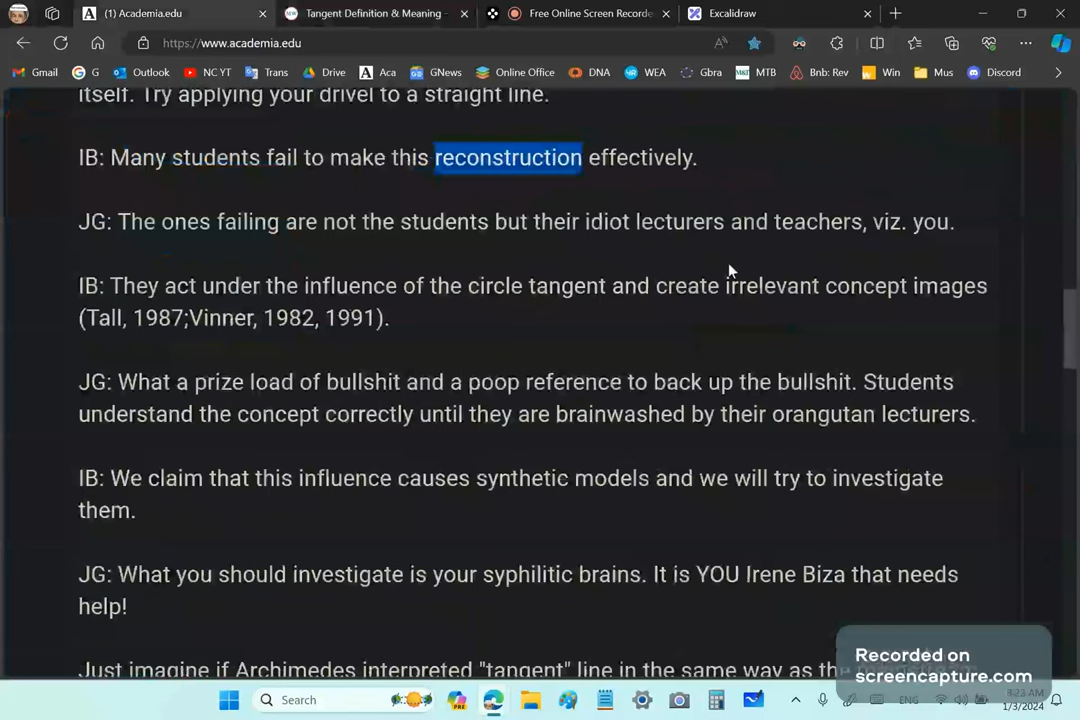 (1) Academia.edu
Tangent Definition & Meaning -
Free Online Screen Recorde
Excalidraw
https://www.academia.edu
Gmail G Outlook NC YT Trans Drive Aca GNews Online Office DNA WEA Gbra MTB Bnb: Rev Win Mus Discord
itself. Try applying your drivel to a straight line.
IB: Many students fail to make this reconstruction effectively.
JG: The ones failing are not the students but their idiot lecturers and teachers, viz. you.
IB: They act under the influence of the circle tangent and create irrelevant concept images
(Tall, 1987;Vinner, 1982, 1991).
JG: What a prize load of bullshit and a poop reference to back up the bullshit. Students
understand the concept correctly until they are brainwashed by their orangutan lecturers.
IB: We claim that this influence causes synthetic models and we will try to investigate
them.
JG: What you should investigate is your syphilitic brains. It is YOU Irene Biza that needs
help!
Just imagine if Archimedes interpreted "tangent" line in the same way as the
Recorded on
screencapture.com
Search
ENG
8:23 AM
1/3/2024